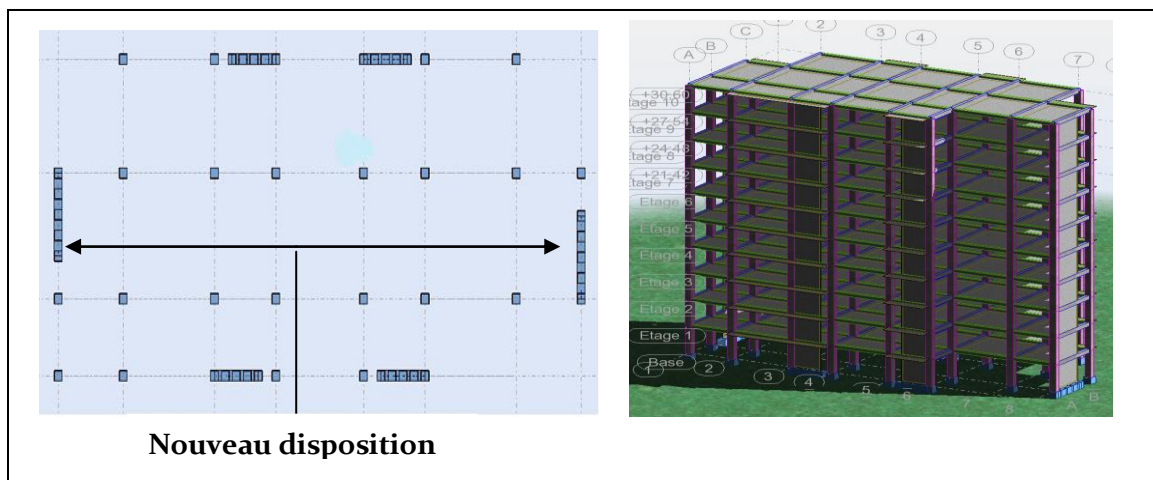 A
B
C
2
3
4
5
6
7
+30,60
Etage 10
+27,54
Etage 9
+24,48
Etage 8
+21,42
Etage 7
Etage 6
Etage 5
Etage 4
Etage 3
Etage 2
Etage 1
Base
1
2
3
4
5
6
7
8
A
B
Nouveau disposition